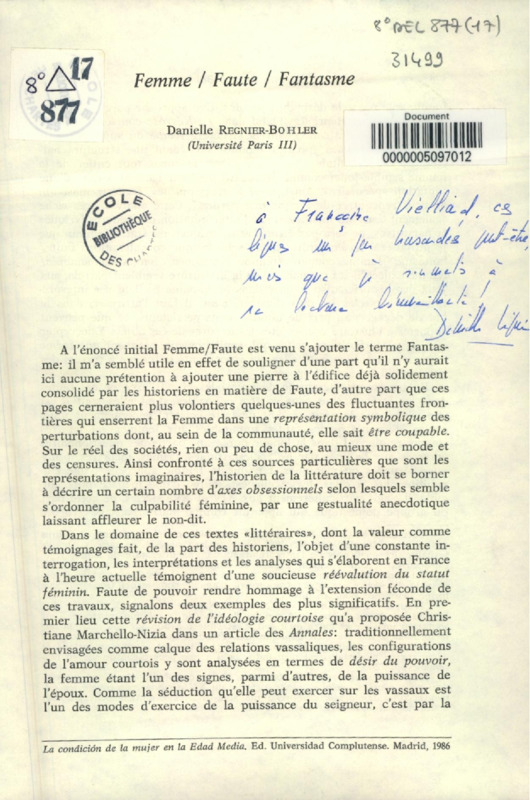 8° DEL 877 (17)
31499
8° 17
877
Femme / Faute / Fantasme
Danielle REGNIER-BOHLER
(Université Paris III)
Document
0000005097012
ECOLE
BIBLIOTHÈQUE
DES CHARTES
à Françoise Vielliard, ces
lignes un peu hasardées peut-être,
mais que je soumets à
sa lecture bienveillante !
A l'énoncé initial Femme/Faute est venu s'ajouter le terme Fantas-
me: il m'a semblé utile en effet de souligner d'une part qu'il n'y aurait
ici aucune prétention à ajouter une pierre à l'édifice déjà solidement
consolidé par les historiens en matière de Faute, d'autre part que ces
pages cerneraient plus volontiers quelques-unes des fluctuantes fron-
tières qui enserrent la Femme dans une représentation symbolique des
perturbations dont, au sein de la communauté, elle sait être coupable.
Sur le réel des sociétés, rien ou peu de chose, au mieux une mode et
des censures. Ainsi confronté à ces sources particulières que sont les
représentations imaginaires, l'historien de la littérature doit se borner
à décrire un certain nombre d'axes obsessionnels selon lesquels semble
s'ordonner la culpabilité féminine, par une gestualité anecdotique
laissant affleurer le non-dit.
Dans le domaine de ces textes «littéraires», dont la valeur comme
témoignages fait, de la part des historiens, l'objet d'une constante in-
terrogation, les interprétations et les analyses qui s'élaborent en France
à l'heure actuelle témoignent d'une soucieuse réévalution du statut
féminin. Faute de pouvoir rendre hommage à l'extension féconde de
ces travaux, signalons deux exemples des plus significatifs. En pre-
mier lieu cette révision de l'idéologie courtoise qu'a proposée Chris-
tiane Marchello-Nizia dans un article des Annales: traditionnellement
envisagées comme calque des relations vassaliques, les configurations
de l'amour courtois y sont analysées en termes de désir du pouvoir,
la femme étant l'un des signes, parmi d'autres, de la puissance de
l'époux. Comme la séduction qu'elle peut exercer sur les vassaux est
l'un des modes d'exercice de la puissance du seigneur, c'est par la
La condición de la mujer en la Edad Media. Ed. Universidad Complutense. Madrid, 1986